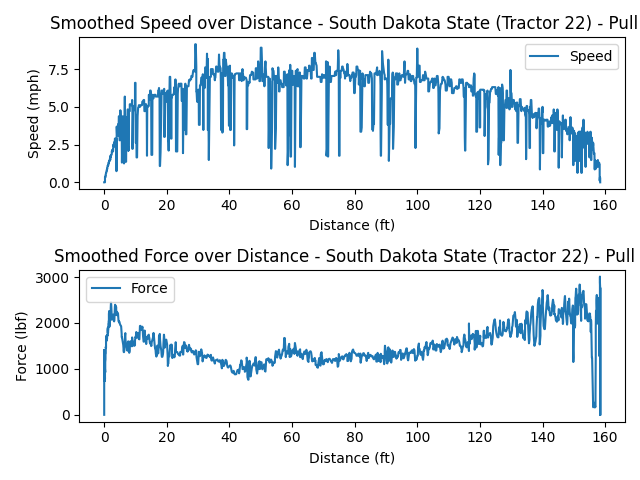 Smoothed Speed over Distance - South Dakota State (Tractor 22) - Pull
Speed
Speed (mph)
7.5
5.0
2.5
0.0
0 20 40 60 80 100 120 140 160
Distance (ft)
Smoothed Force over Distance - South Dakota State (Tractor 22) - Pull
Force
Force (lbf)
3000
2000
1000
0
0 20 40 60 80 100 120 140 160
Distance (ft)